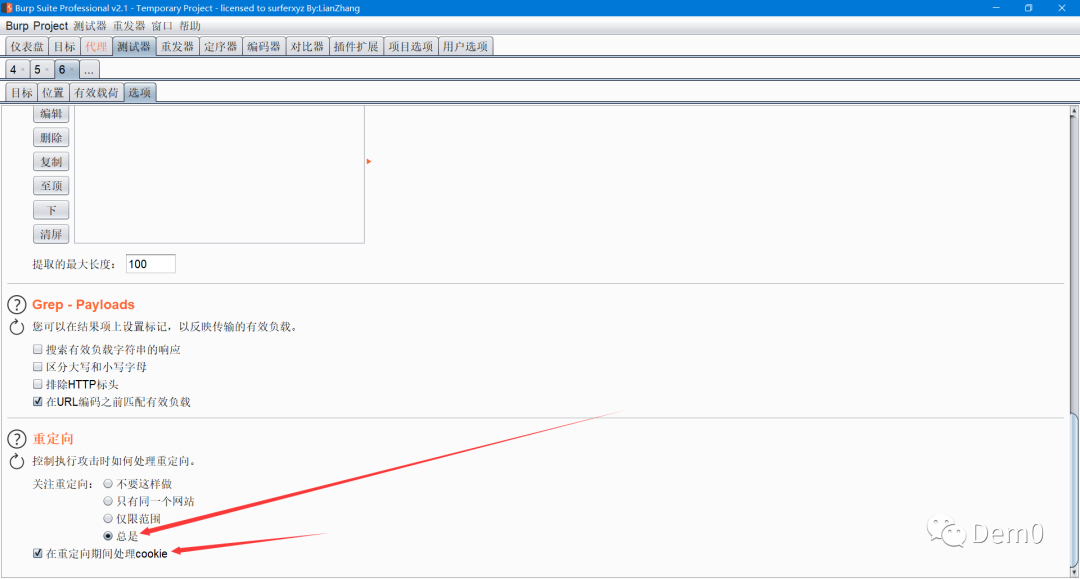 Burp Suite Professional v2.1 - Temporary Project - licensed to surferxyz By:LianZhang
Burp Project 测试器 重发器 窗口 帮助
仪表盘 目标 代理 测试器 重发器 定序器 编码器 对比器 插件扩展 项目选项 用户选项
4 × 5 × 6 × ...
目标 位置 有效载荷 选项
编辑
删除
复制
至顶
下
清屏
提取的最大长度: 100
Grep - Payloads
您可以在结果项上设置标记，以反映传输的有效负载。
搜索有效负载字符串的响应
区分大写和小写字母
排除HTTP标头
在URL编码之前匹配有效负载
重定向
控制执行攻击时如何处理重定向。
关注重定向: 不要这样做
只有同一个网站
仅限范围
总是
在重定向期间处理cookie
Dem0